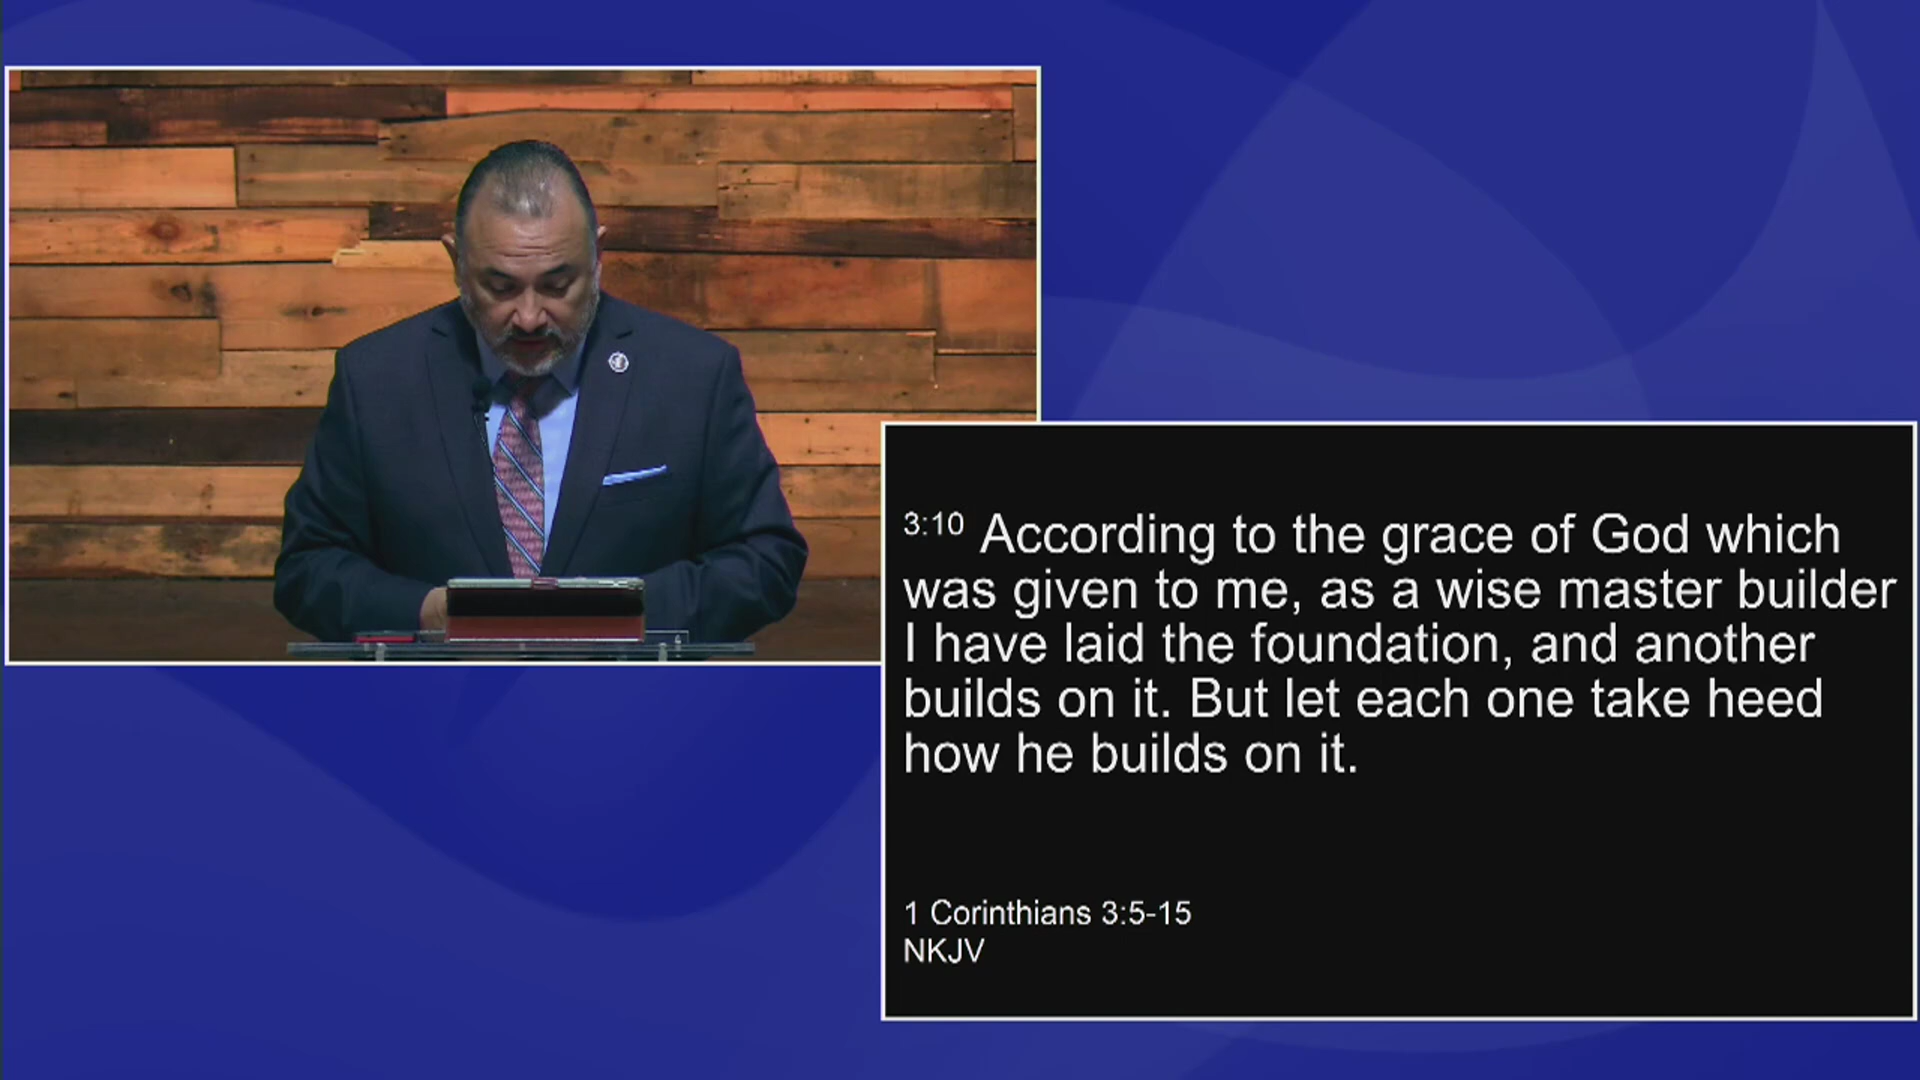 3:10 According to the grace of God which
was given to me, as a wise master builder
I have laid the foundation, and another
builds on it. But let each one take heed
how he builds on it.
1 Corinthians 3:5-15
NKJV